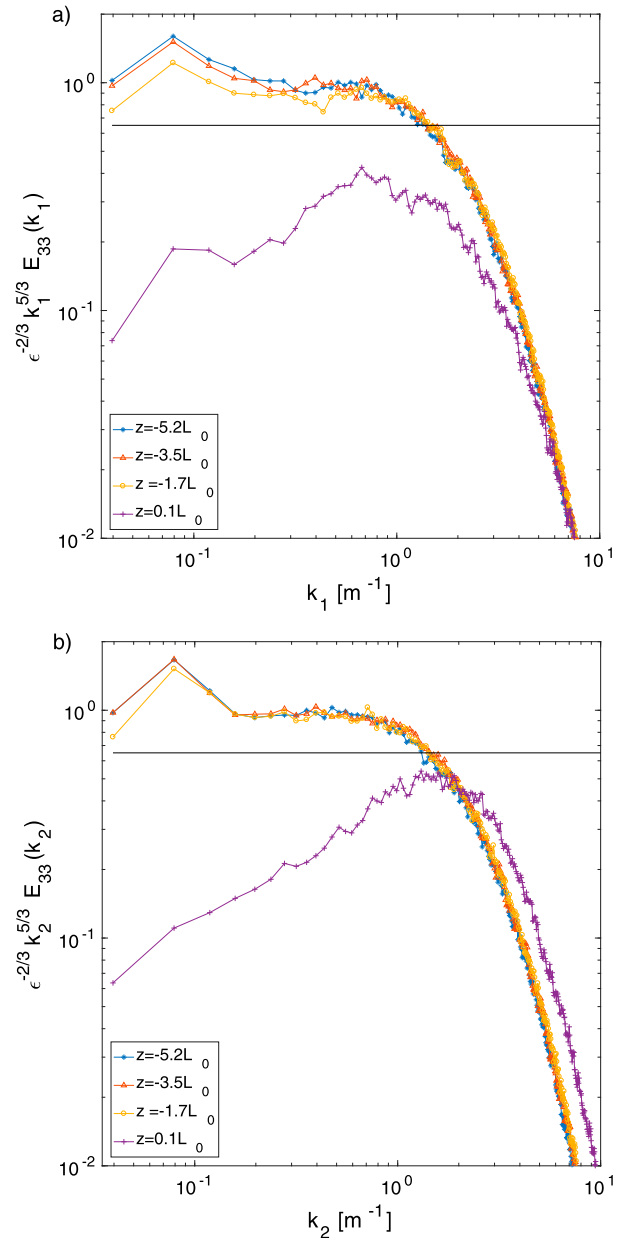 a)
10^0
10^-1
10^-2
ϵ^-2/3 k_1^5/3 E_33 (k_1)
z=-5.2L_0
z=-3.5L_0
z =-1.7L_0
z=0.1L_0
10^-1 10^0 10^1
k_1 [m^-1]
b)
10^0
10^-1
10^-2
ϵ^-2/3 k_2^5/3 E_33 (k_2)
z=-5.2L_0
z=-3.5L_0
z =-1.7L_0
z=0.1L_0
10^-1 10^0 10^1
k_2 [m^-1]